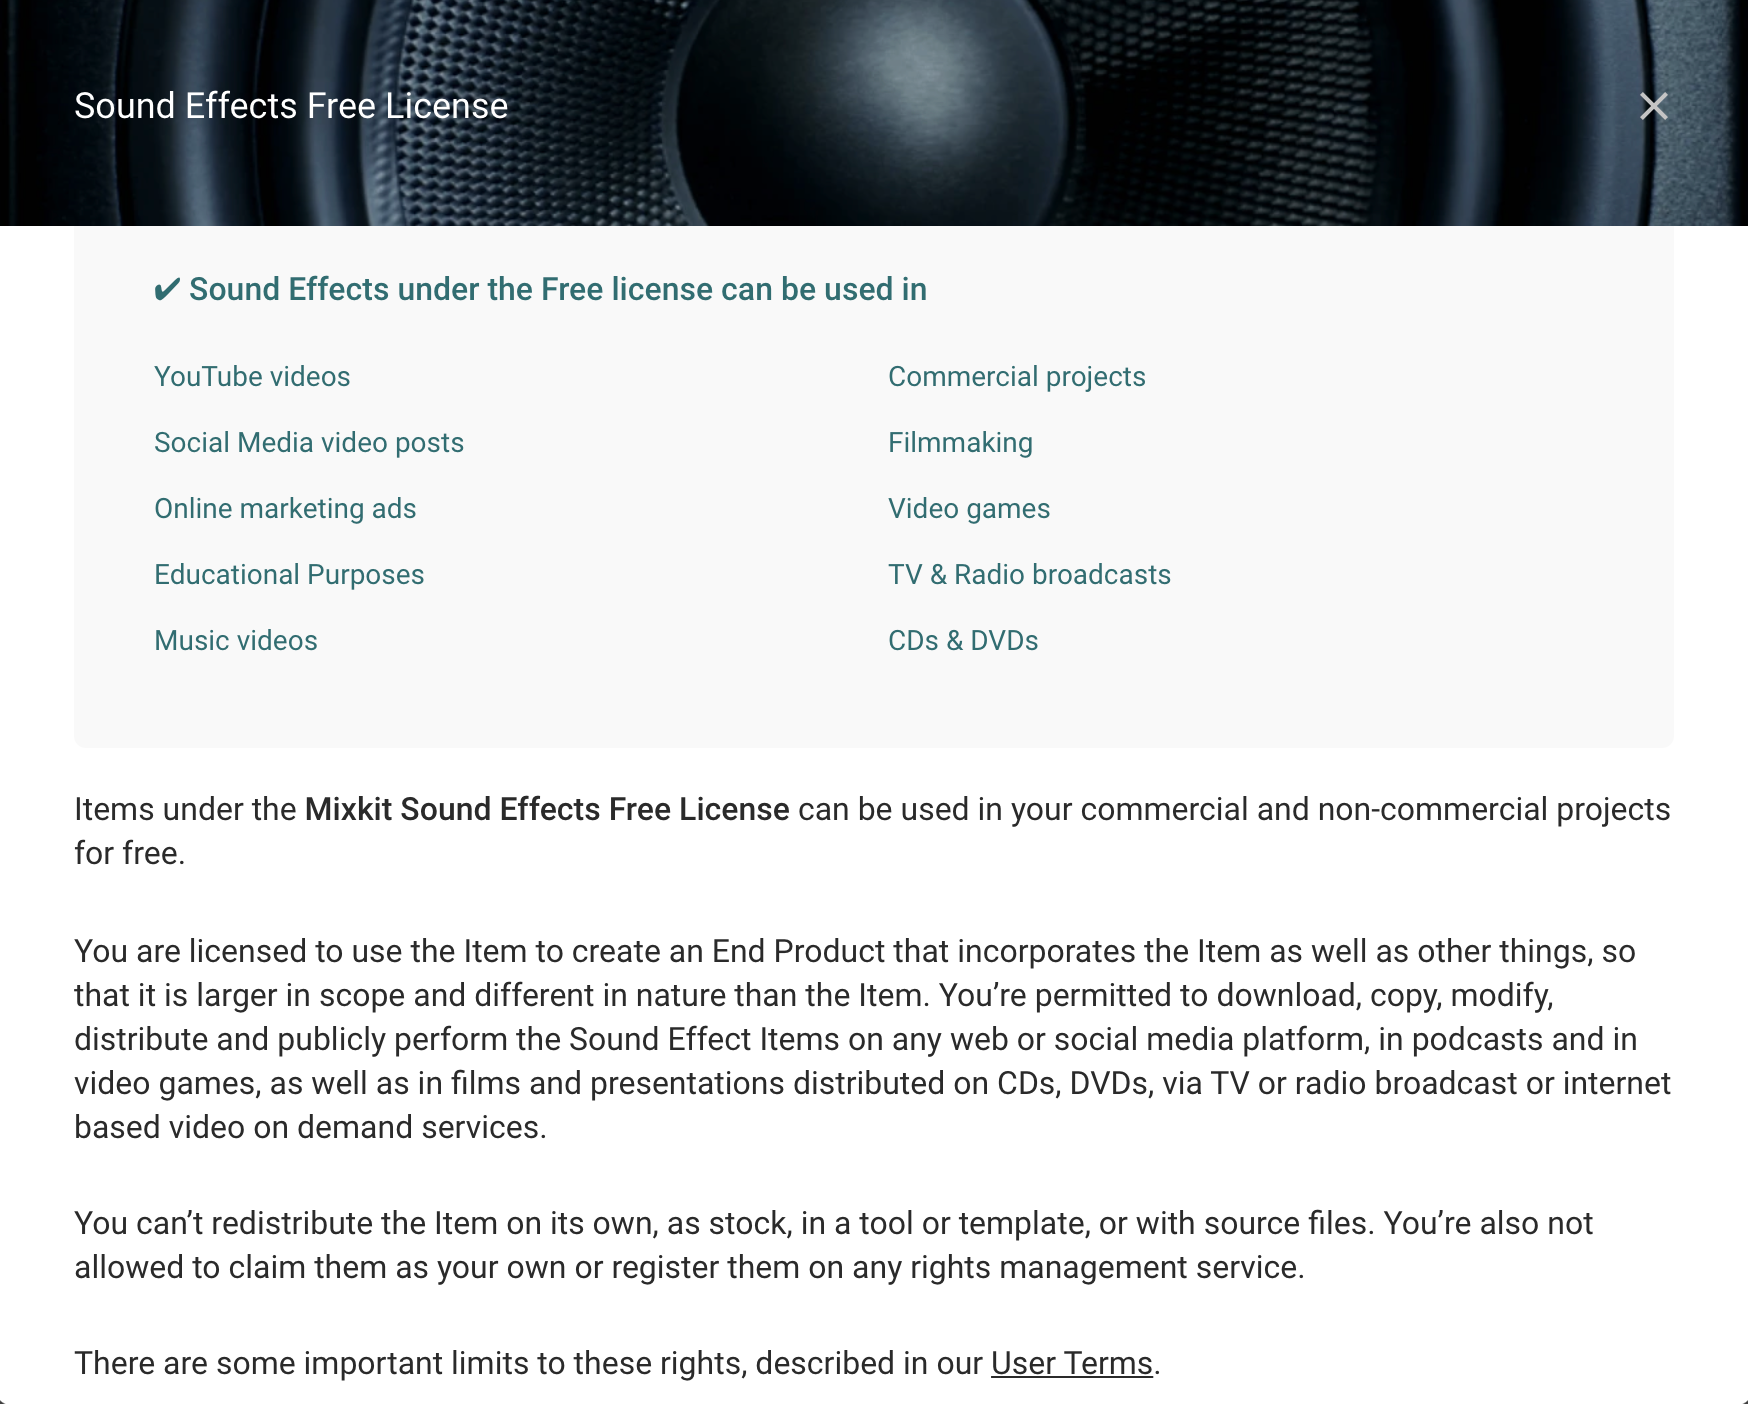 Sound Effects Free License
✔ Sound Effects under the Free license can be used in
YouTube videos
Social Media video posts
Online marketing ads
Educational Purposes
Music videos
Commercial projects
Filmmaking
Video games
TV & Radio broadcasts
CDs & DVDs
Items under the Mixkit Sound Effects Free License can be used in your commercial and non-commercial projects
for free.
You are licensed to use the Item to create an End Product that incorporates the Item as well as other things, so
that it is larger in scope and different in nature than the Item. You’re permitted to download, copy, modify,
distribute and publicly perform the Sound Effect Items on any web or social media platform, in podcasts and in
video games, as well as in films and presentations distributed on CDs, DVDs, via TV or radio broadcast or internet
based video on demand services.
You can’t redistribute the Item on its own, as stock, in a tool or template, or with source files. You’re also not
allowed to claim them as your own or register them on any rights management service.
There are some important limits to these rights, described in our User Terms.